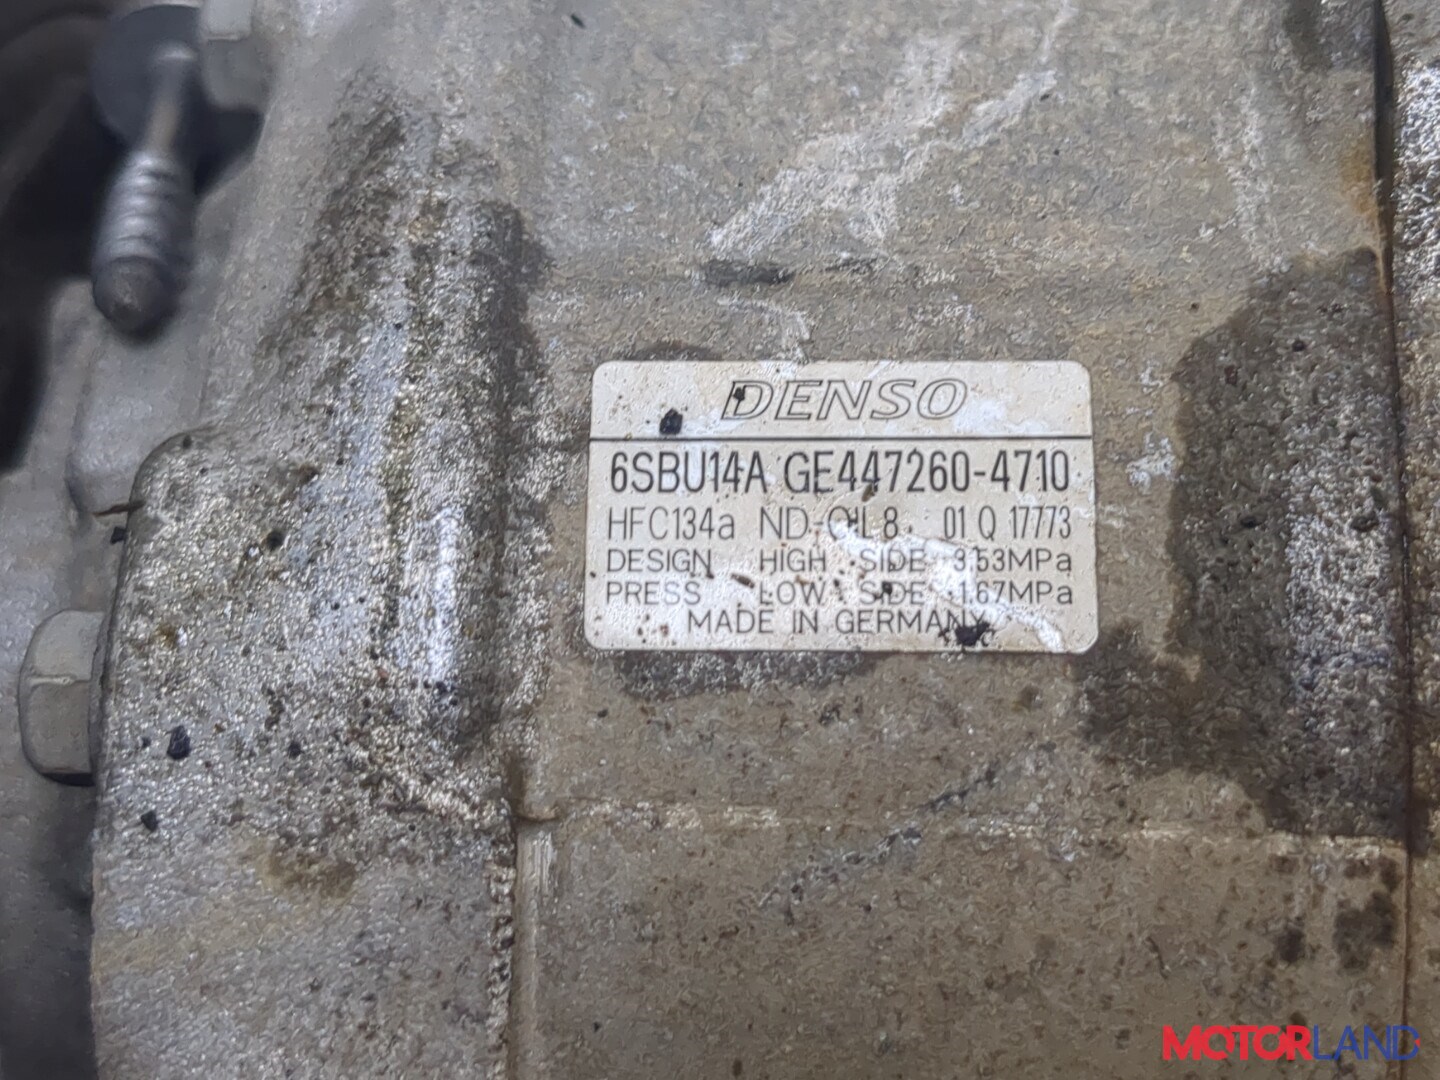 DENSO
6SBU14A GE447260-4710
HFC134a ND-OIL 8 01 Q 17773
DESIGN HIGH SIDE 3.53MPa
PRESS LOW SIDE 1.67MPa
MADE IN GERMANY
MOTORLAND